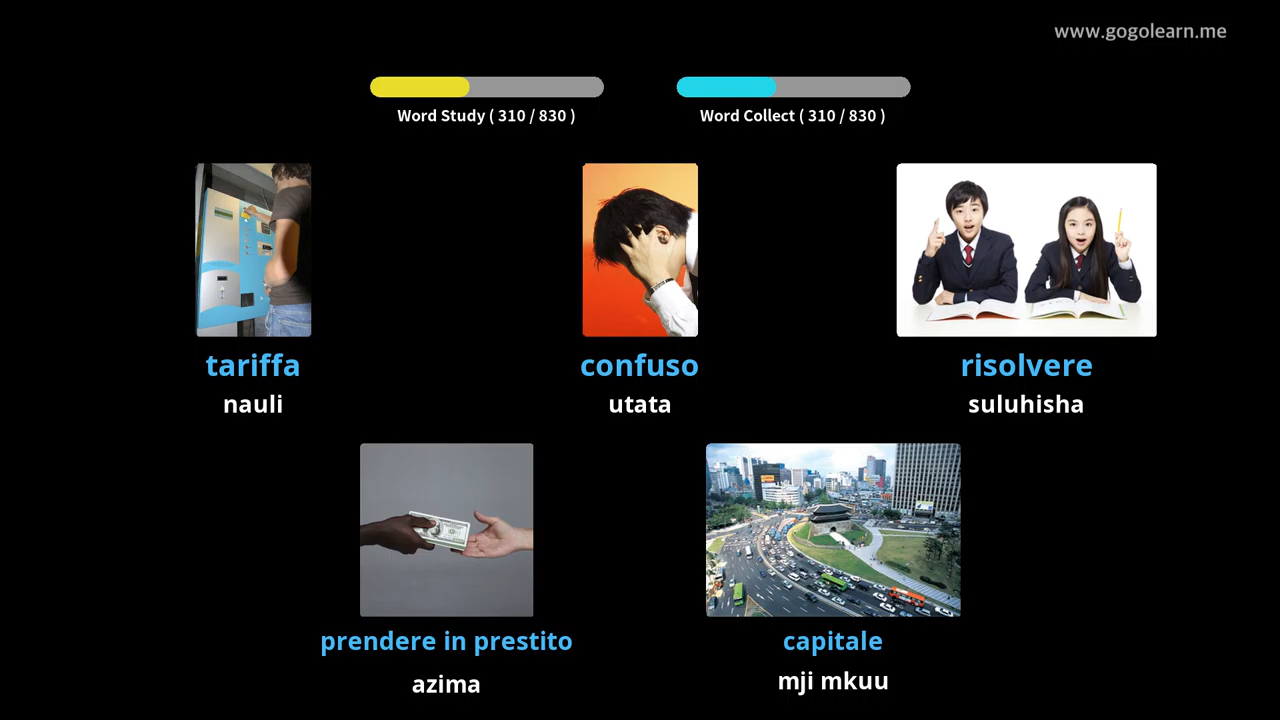 www.gogolearn.me
Word Study ( 310 / 830 )
Word Collect ( 310 / 830 )
tariffa
nauli
confuso
utata
risolvere
suluhisha
prendere in prestito
azima
capitale
mji mkuu